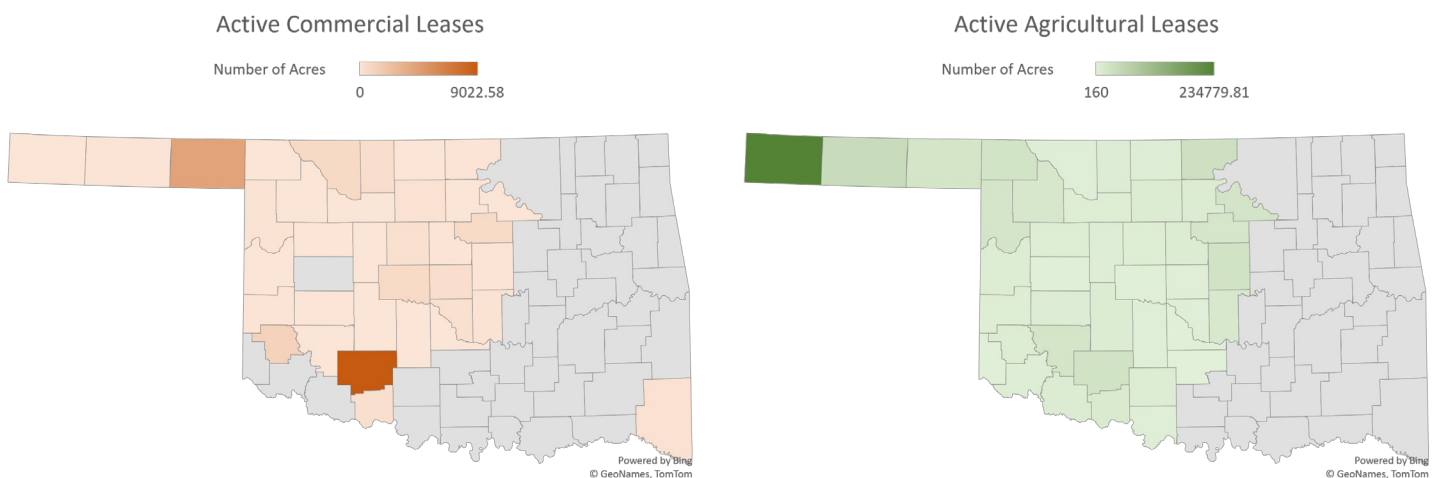 Active Commercial Leases
Number of Acres
0 9022.58
Powered by Bing
© GeoNames, TomTom
Active Agricultural Leases
Number of Acres
160 234779.81
Powered by Bing
© GeoNames, TomTom